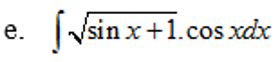 e. ∫√(sin x + 1).cos xdx